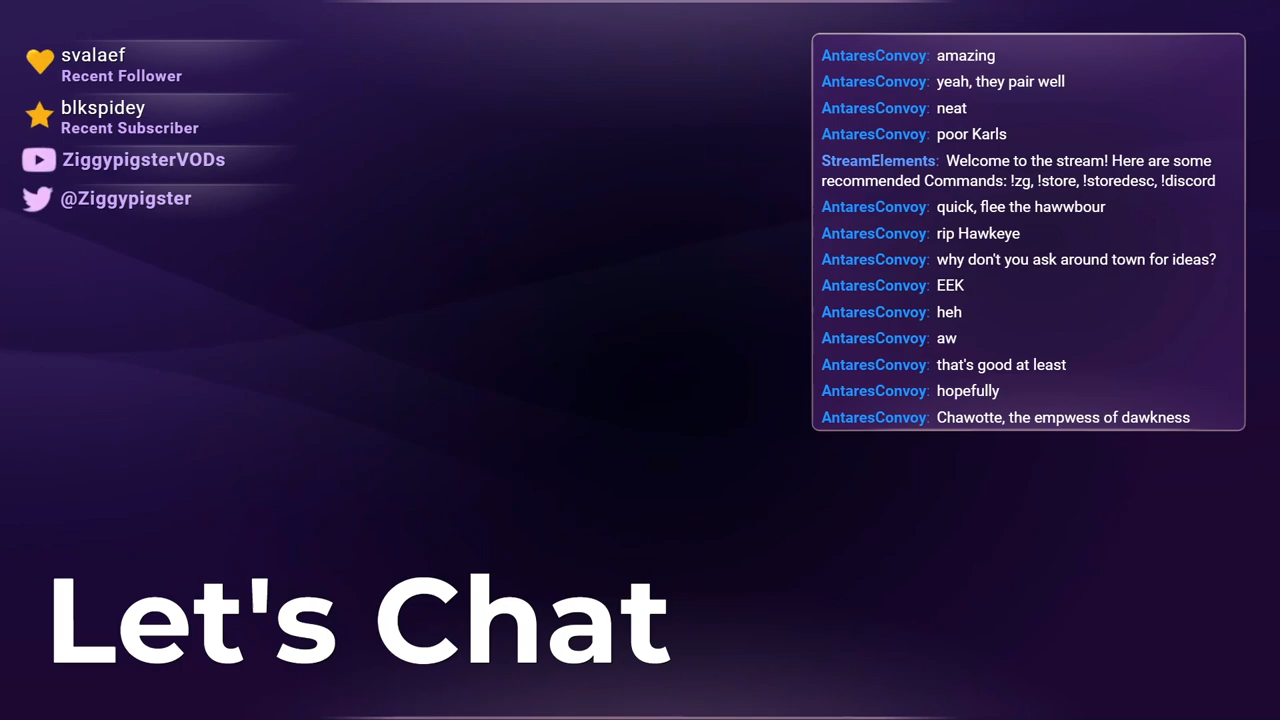 svalaef
Recent Follower
blkspidey
Recent Subscriber
ZiggypigsterVODs
@Ziggypigster
AntaresConvoy: amazing
AntaresConvoy: yeah, they pair well
AntaresConvoy: neat
AntaresConvoy: poor Karls
StreamElements: Welcome to the stream! Here are some
recommended Commands: !zg, !store, !storedesc, !discord
AntaresConvoy: quick, flee the hawwbour
AntaresConvoy: rip Hawkeye
AntaresConvoy: why don't you ask around town for ideas?
AntaresConvoy: EEK
AntaresConvoy: heh
AntaresConvoy: aw
AntaresConvoy: that's good at least
AntaresConvoy: hopefully
AntaresConvoy: Chawotte, the empwess of dawkness
Let's Chat